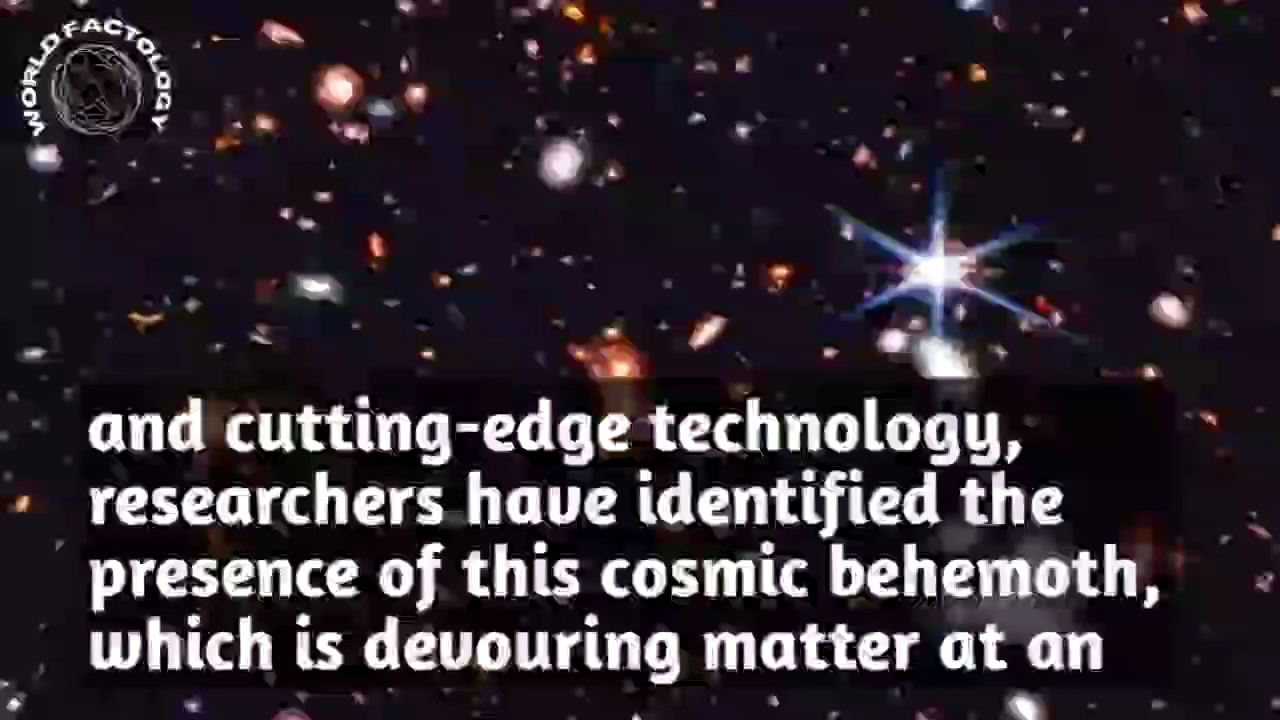 WORLD FACTOLOGY
and cutting-edge technology,
researchers have identified the
presence of this cosmic behemoth,
which is devouring matter at an